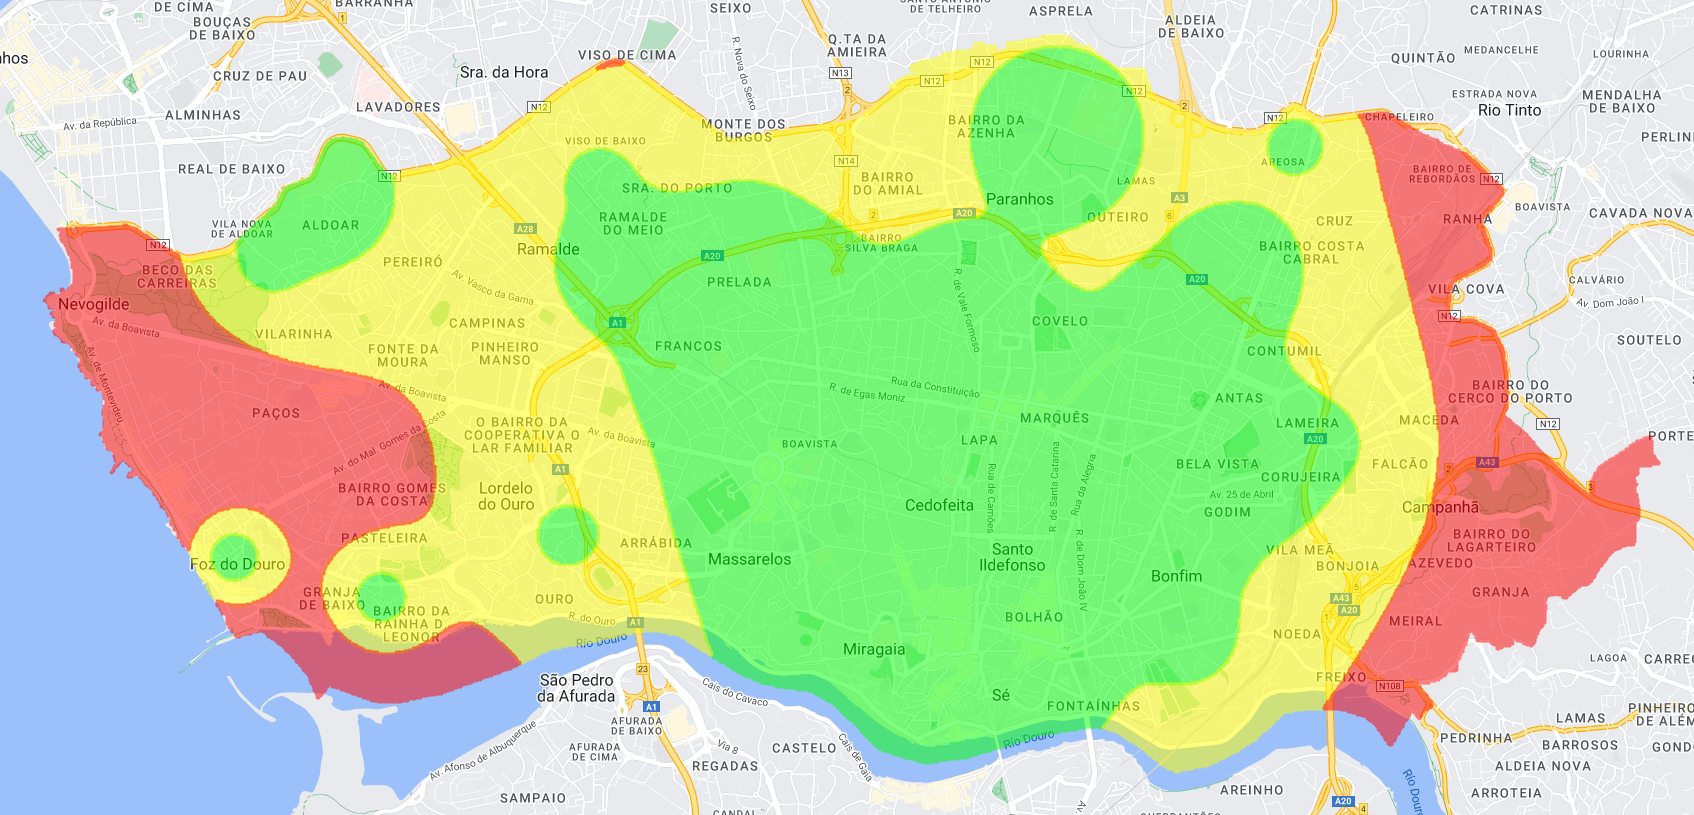 DE CIMA
BARRANHA
SEIXO
SANTO ANTÓNIO
DE TELHEIRO
ASPRELA
ALDEIA
DE BAIXO
CATRINAS
BOUÇAS
DE BAIXO
1
nhos
VISO DE CIMA
R. Nova do Seixo
Q.TA DA
AMIEIRA
QUINTÃO
MEDANCELHE
LOURINHA
CRUZ DE PAU
Sra. da Hora
N13
N12
N12
N12
2
2
ESTRADA NOVA
Rio Tinto
MENDALHA
DE BAIXO
LAVADORES
N12
ALMINHAS
Av. da República
MONTE DOS
BURGOS
BAIRRO DA
AZENHA
N12
CHAPELEIRO
PERLIN
VISO DE BAIXO
N14
AREOSA
REAL DE BAIXO
N12
SRA. DO PORTO
BAIRRO
DO AMIAL
LAMAS
BAIRRO DE
REBORDÃOS
N12
Paranhos
A3
BOAVISTA
CAVADA NOVA
VILA NOVA
DE ALDOAR
ALDOAR
A28
RAMALDE
DO MEIO
2
A20
OUTEIRO
6
CRUZ
RANHA
N12
Ramalde
BAIRRO
SILVA BRAGA
BAIRRO COSTA
CABRAL
A20
PEREIRÓ
BECO DAS
CARREIRAS
PRELADA
A20
CALVÁRIO
Av. Vasco da Gama
VILA COVA
Av. Dom João I
Nevogilde
R. de Vale Formoso
N12
Av. da Boavista
VILARINHA
CAMPINAS
A1
COVELO
FONTE DA
MOURA
PINHEIRO
MANSO
FRANCOS
CONTUMIL
SOUTELO
Av. de Montevideu
Av. da Boavista
R. de Egas Moniz
Rua da Constituição
ANTAS
BAIRRO DO
CERCO DO PORTO
PAÇOS
O BAIRRO DA
COOPERATIVA O
LAR FAMILIAR
MARQUÊS
LAMEIRA
MACEDA
N12
Av. do Mal. Gomes da Costa
Av. da Boavista
BOAVISTA
LAPA
A20
PORTE
A1
BELA VISTA
FALCÃO
2
A43
CORUJEIRA
BAIRRO GOMES
DA COSTA
Lordelo
do Ouro
Cedofeita
Rua de Camões
R. de Santa Catarina
Rua da Alegria
Av. 25 de Abril
GODIM
Campanhã
3
PASTELEIRA
ARRÁBIDA
Massarelos
Santo
Ildefonso
R. de Dom João IV
VILA MEÃ
BONJOIA
BAIRRO DO
LAGARTEIRO
AZEVEDO
Foz do Douro
Bonfim
5
GRANJA
DE BAIXO
OURO
A43
A20
GRANJA
BAIRRO DA
RAINHA D.
LEONOR
R. do Ouro
A1
BOLHÃO
1
MEIRAL
NOEDA
Rio Douro
Miragaia
LAGOA
CARREG
23
São Pedro
da Afurada
Cais do Cavaco
Sé
FREIXO
N108
A1
FONTAÍNHAS
PINHEIRO
DE ALÉM
LAMAS
AFURADA
DE BAIXO
Rio Douro
Av. Afonso de Albuquerque
AFURADA
DE CIMA
Via 8
CASTELO
Cais de Gaia
PEDRINHA
BARROSOS
GOND
REGADAS
ALDEIA NOVA
Rio Douro
SAMPAIO
AREINHO
ARROTEIA
A20
4
CANDAL